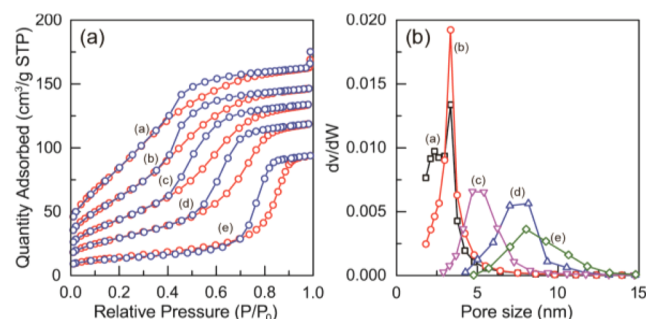 (a)
Quantity Adsorbed (cm³/g STP)
200
150
100
50
0
(a)
(b)
(c)
(d)
(e)
0.0 0.2 0.4 0.6 0.8 1.0
Relative Pressure (P/P₀)
(b)
dv/dW
0.020
0.015
0.010
0.005
0.000
(b)
(a)
(c)
(d)
(e)
0 5 10 15
Pore size (nm)